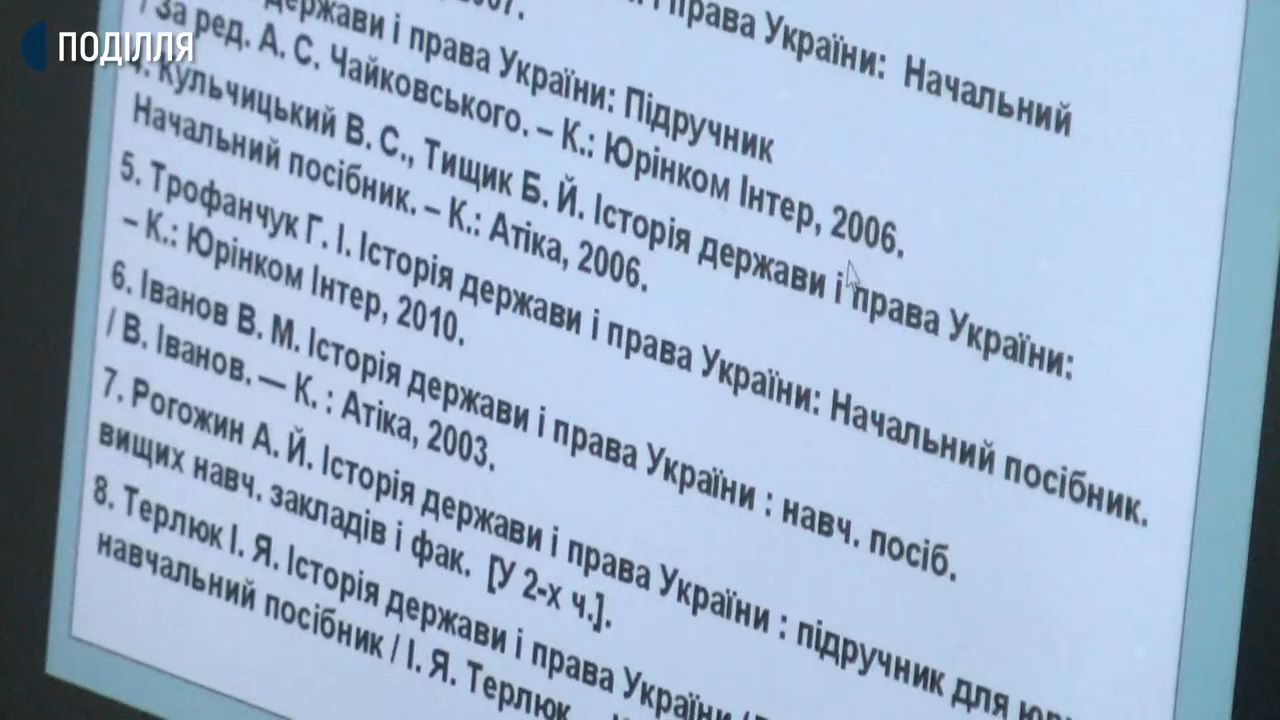 ПОДІЛЛЯ
права України: Начальний
2007.
держави і права України: Підручник
/ За ред. А. С. Чайковського. – К.: Юрінком Інтер, 2006.
4. Кульчицький В. С., Тищик Б. Й. Історія держави і права України:
Начальний посібник. – К.: Атіка, 2006.
5. Трофанчук Г. І. Історія держави і права України: Начальний посібник.
– К.: Юрінком Інтер, 2010.
6. Іванов В. М. Історія держави і права України : навч. посіб.
/ В. Іванов. — К. : Атіка, 2003.
7. Рогожин А. Й. Історія держави і права України : підручник для
вищих навч. закладів і фак. [У 2-х ч.].
8. Терлюк І. Я. Історія держави і права України
навчальний посібник / І. Я. Терлюк